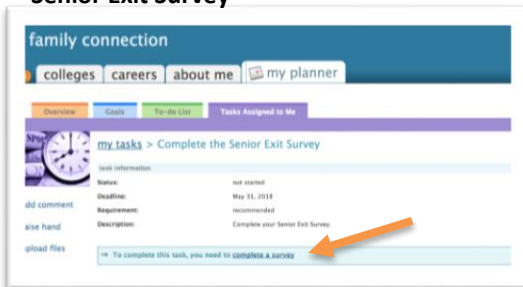 Senior Exit Survey
family connection
colleges careers about me my planner
Overview Goals To-do List Tasks Assigned to Me
my tasks > Complete the Senior Exit Survey
task information
Status: not started
Deadline: May 31, 2018
Requirement: recommended
Description: Complete your Senior Exit Survey.
dd comment
aise hand
pload files
⇒ To complete this task, you need to complete a survey